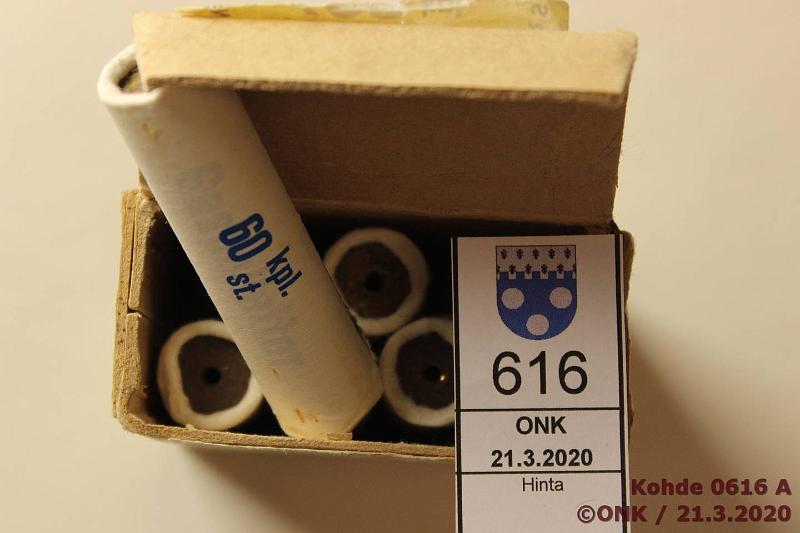 60 kpl.
st.
616
ONK
21.3.2020
Hinta
Kohde 0616 A
©ONK / 21.3.2020